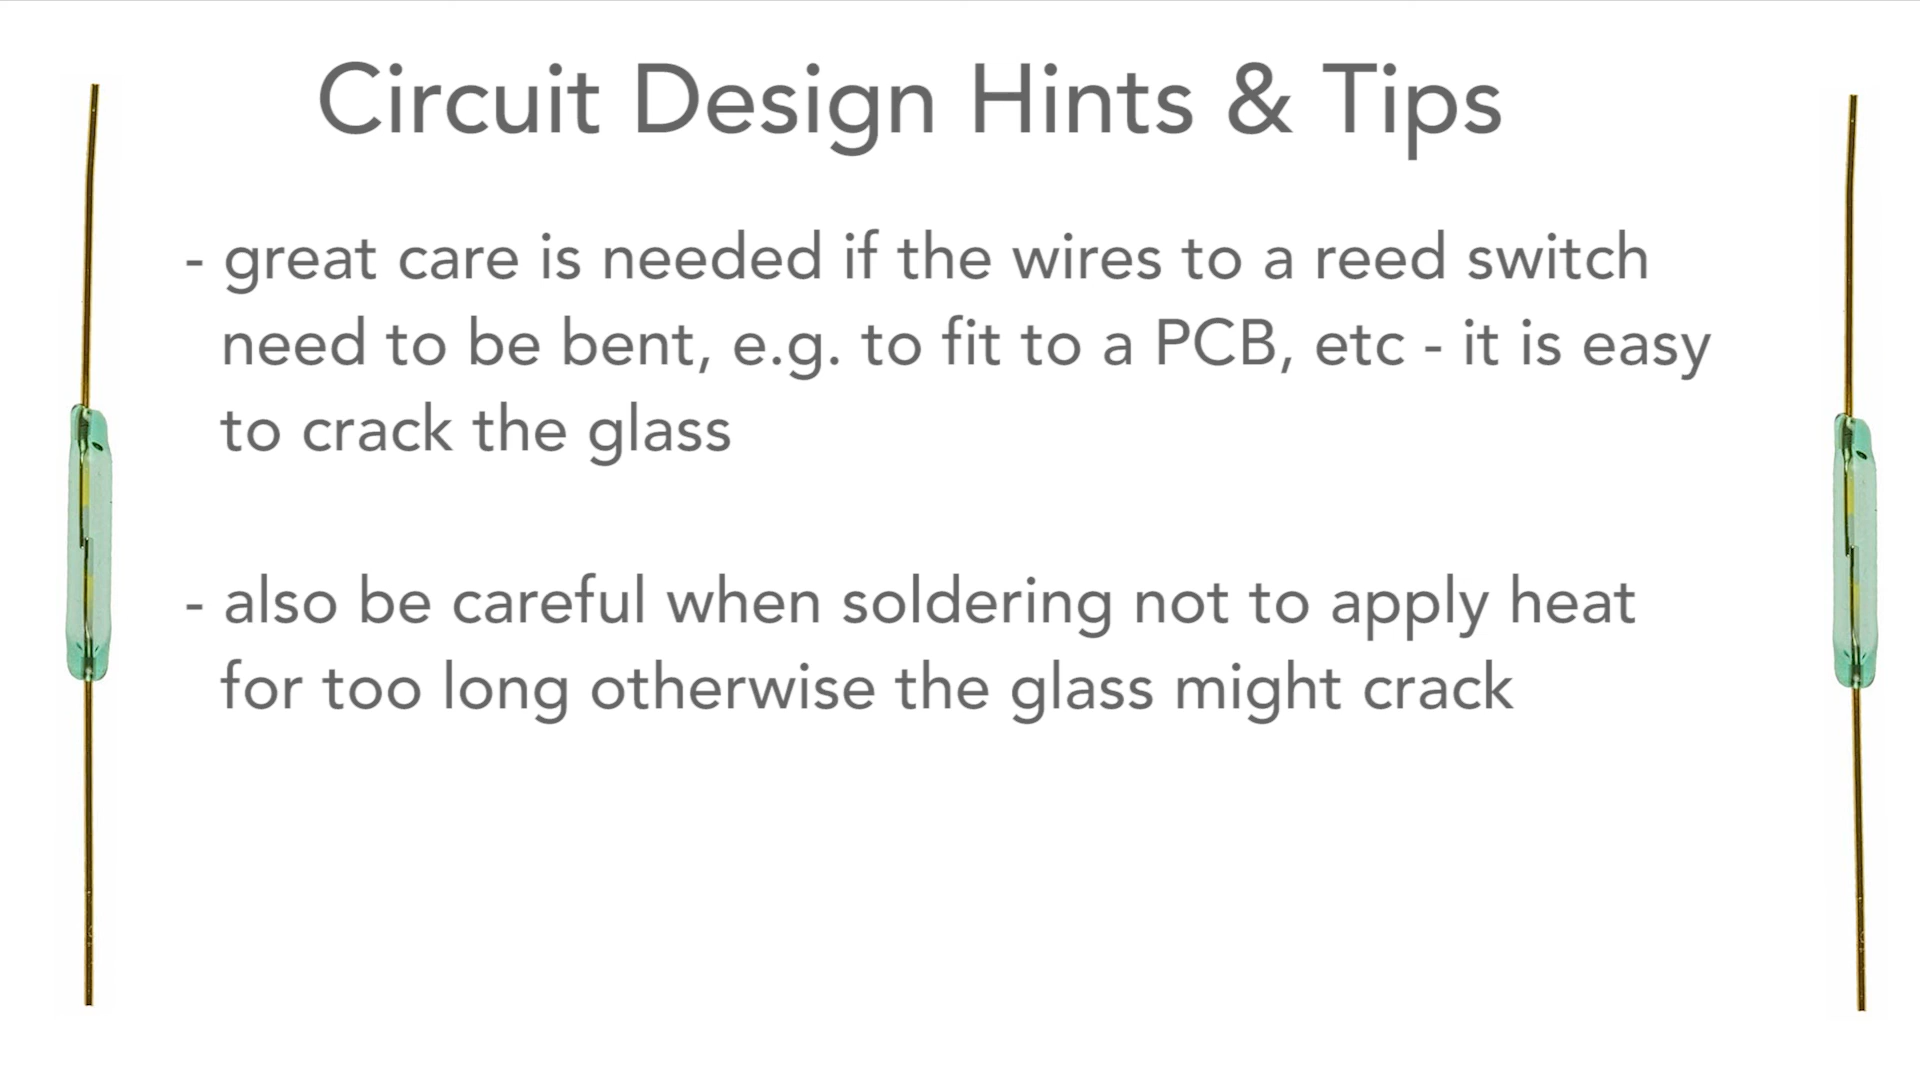 Circuit Design Hints & Tips
- great care is needed if the wires to a reed switch
need to be bent, e.g. to fit to a PCB, etc - it is easy
to crack the glass
- also be careful when soldering not to apply heat
for too long otherwise the glass might crack